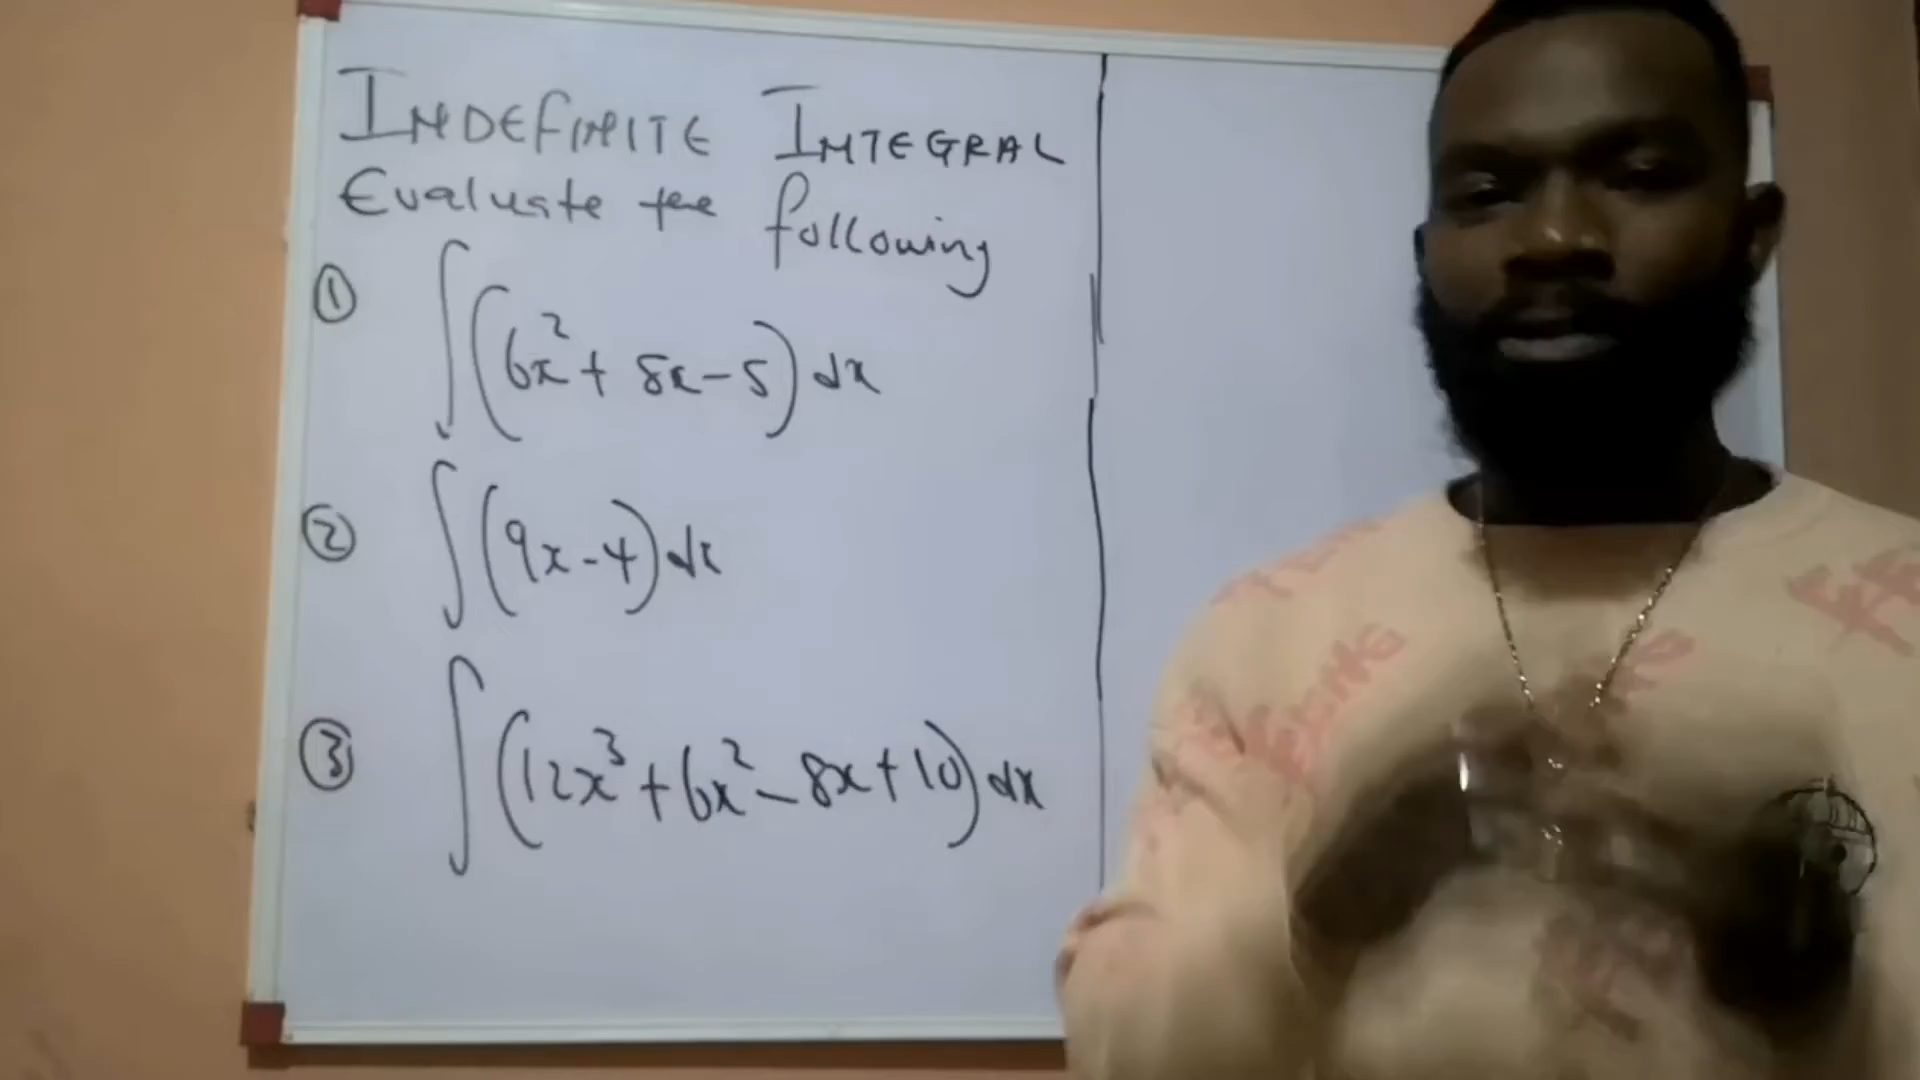 INDEFINITE INTEGRAL
Evaluate the following
① ∫(6x² + 8x - 5) dx
② ∫(9x - 4) dx
③ ∫(12x³ + 6x² - 8x + 10) dx